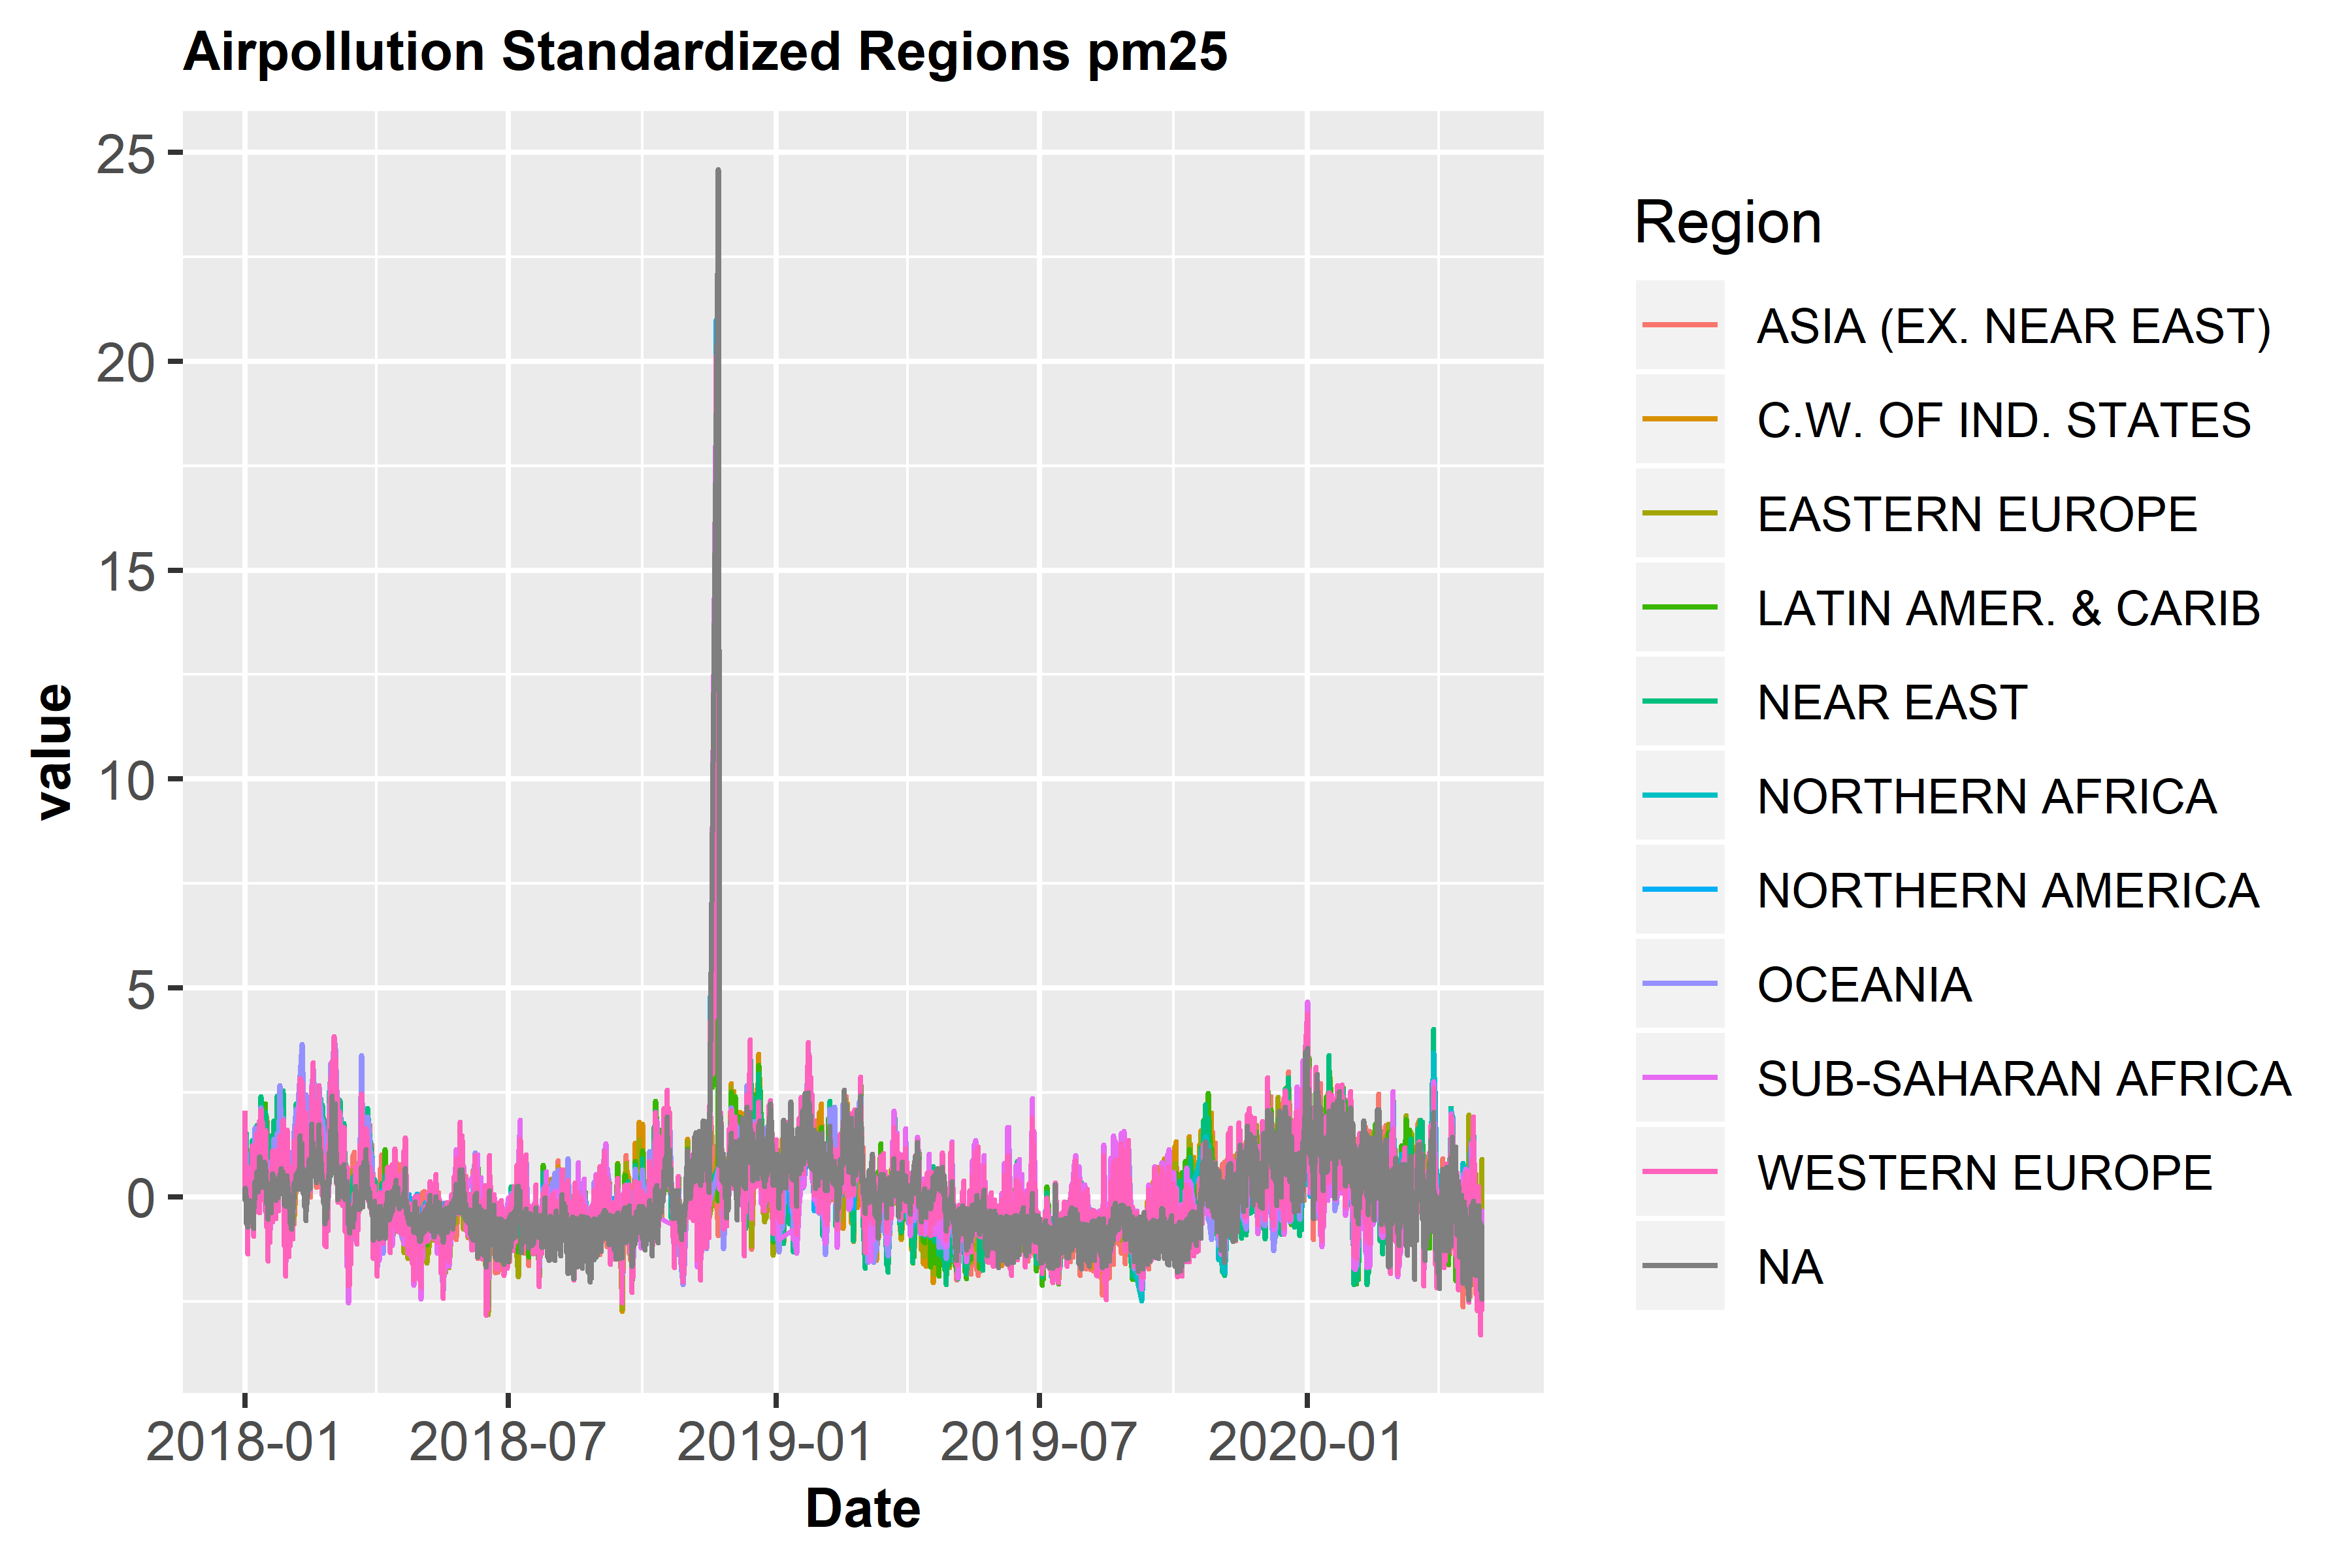 Airpollution Standardized Regions pm25
25
20
15
10
5
0
value
2018-01
2018-07
2019-01
2019-07
2020-01
Date
Region
ASIA (EX. NEAR EAST)
C.W. OF IND. STATES
EASTERN EUROPE
LATIN AMER. & CARIB
NEAR EAST
NORTHERN AFRICA
NORTHERN AMERICA
OCEANIA
SUB-SAHARAN AFRICA
WESTERN EUROPE
NA